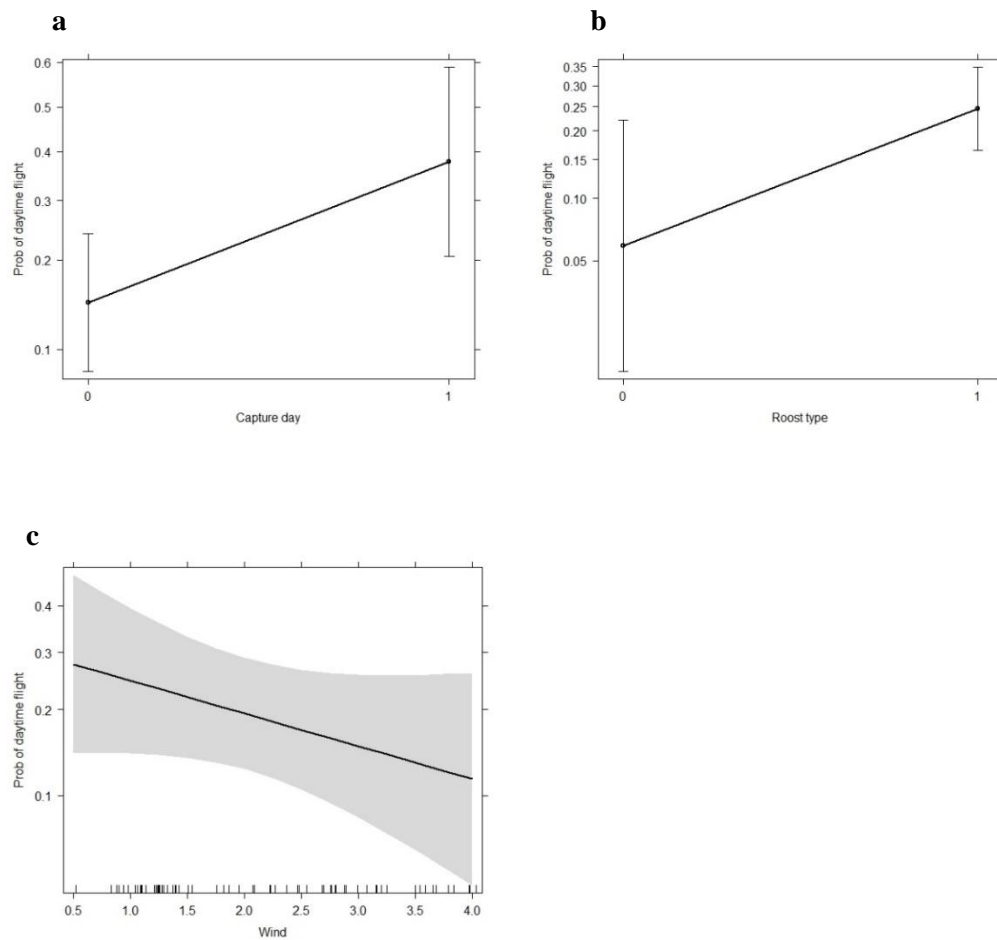 a
0.6
0.5
0.4
0.3
0.2
0.1
Prob of daytime flight
0 1
Capture day
b
0.35
0.30
0.25
0.20
0.15
0.10
0.05
Prob of daytime flight
0 1
Roost type
c
0.4
0.3
0.2
0.1
Prob of daytime flight
0.5 1.0 1.5 2.0 2.5 3.0 3.5 4.0
Wind